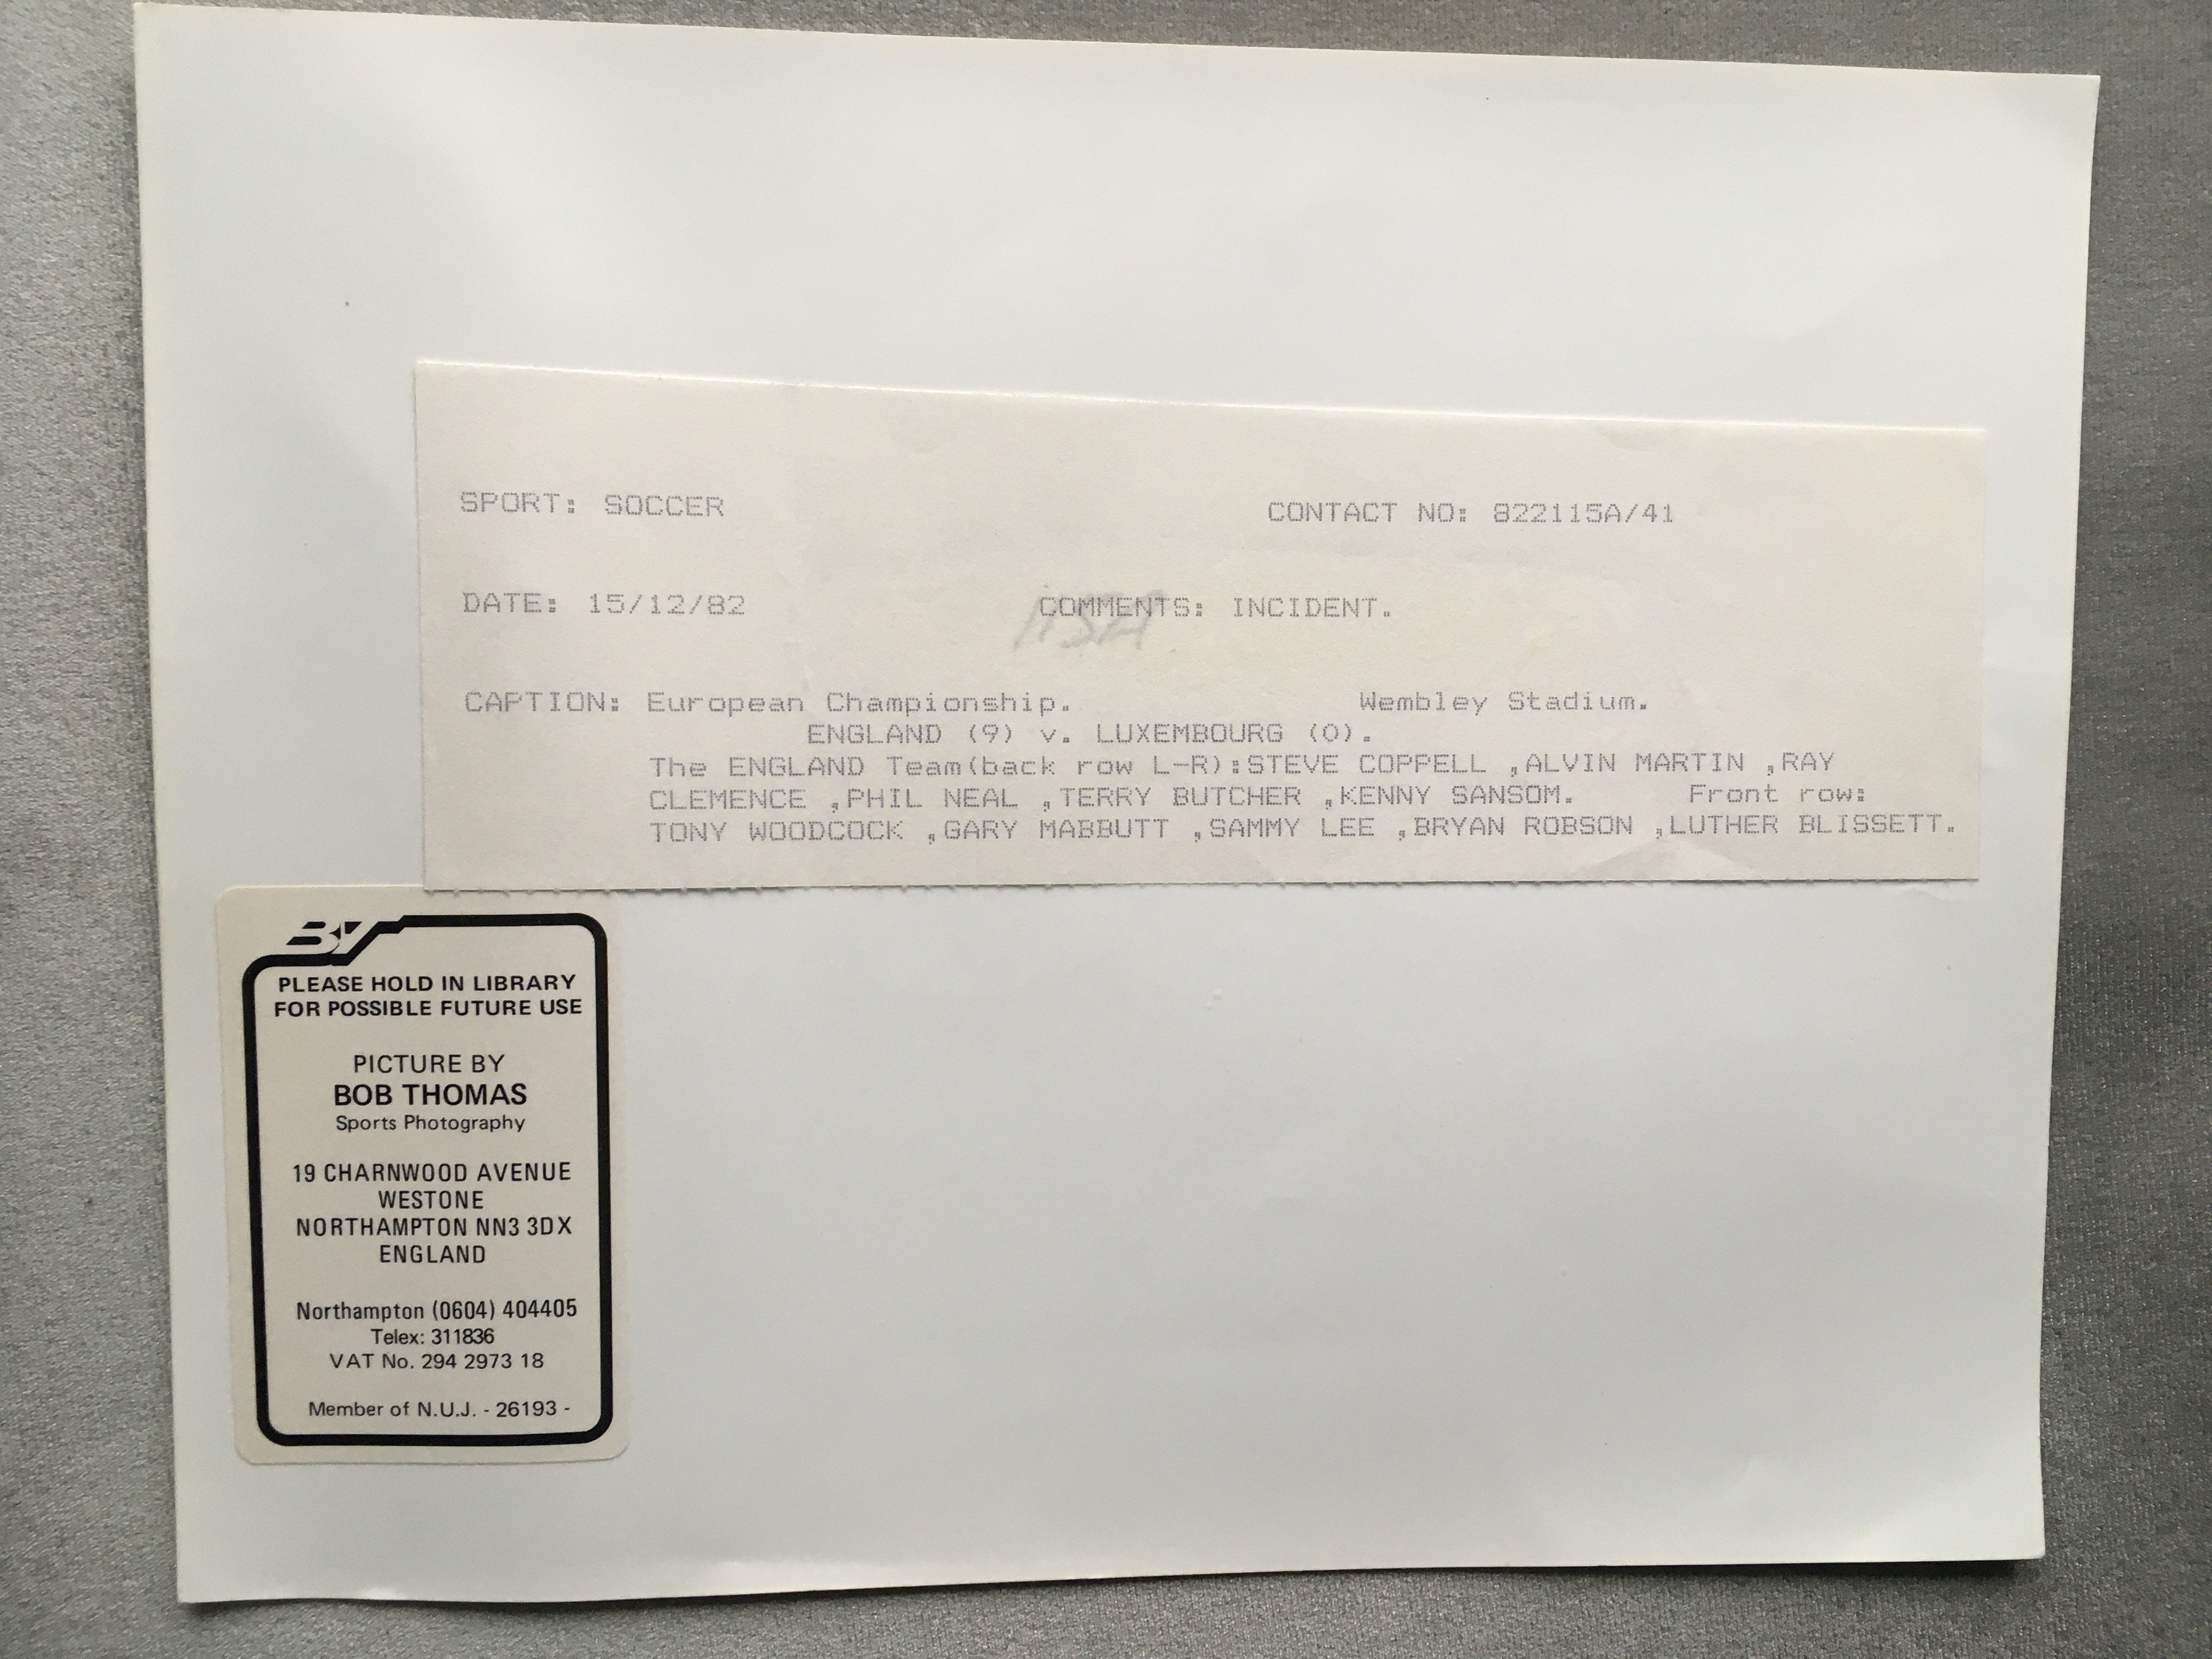 SPORT: SOCCER CONTACT NO: 822115A/41
DATE: 15/12/82 COMMENTS: INCIDENT.
CAPTION: European Championship. Wembley Stadium.
ENGLAND (9) v. LUXEMBOURG (0).
The ENGLAND Team(back row L-R):STEVE COPPELL ,ALVIN MARTIN ,RAY
CLEMENCE ,PHIL NEAL ,TERRY BUTCHER ,KENNY SANSOM. Front row:
TONY WOODCOCK ,GARY MABBUTT ,SAMMY LEE ,BRYAN ROBSON ,LUTHER BLISSETT.
BT
PLEASE HOLD IN LIBRARY
FOR POSSIBLE FUTURE USE
PICTURE BY
BOB THOMAS
Sports Photography
19 CHARNWOOD AVENUE
WESTONE
NORTHAMPTON NN3 3DX
ENGLAND
Northampton (0604) 404405
Telex: 311836
VAT No. 294 2973 18
Member of N.U.J. - 26193 -